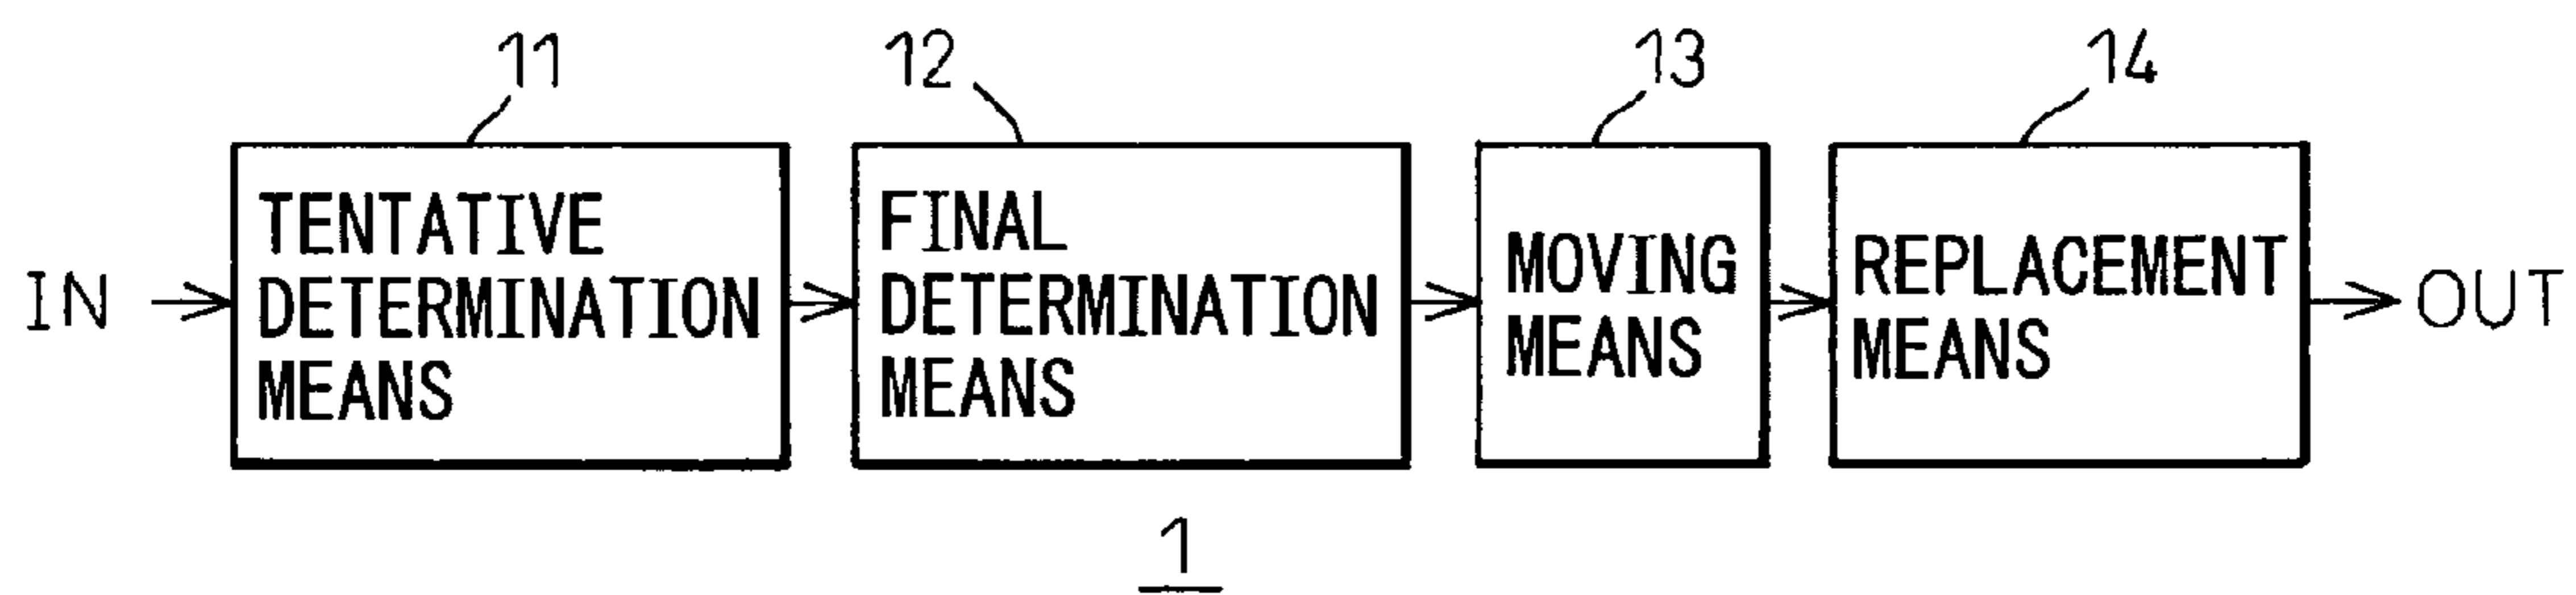 11
12
13
14
IN
TENTATIVE
DETERMINATION
MEANS
FINAL
DETERMINATION
MEANS
MOVING
MEANS
REPLACEMENT
MEANS
OUT
1